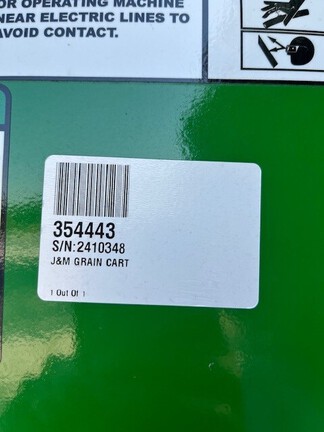 OR OPERATING MACHINE
NEAR ELECTRIC LINES TO
AVOID CONTACT.
354443
S/N:2410348
J&M GRAIN CART
1 Out Of 1